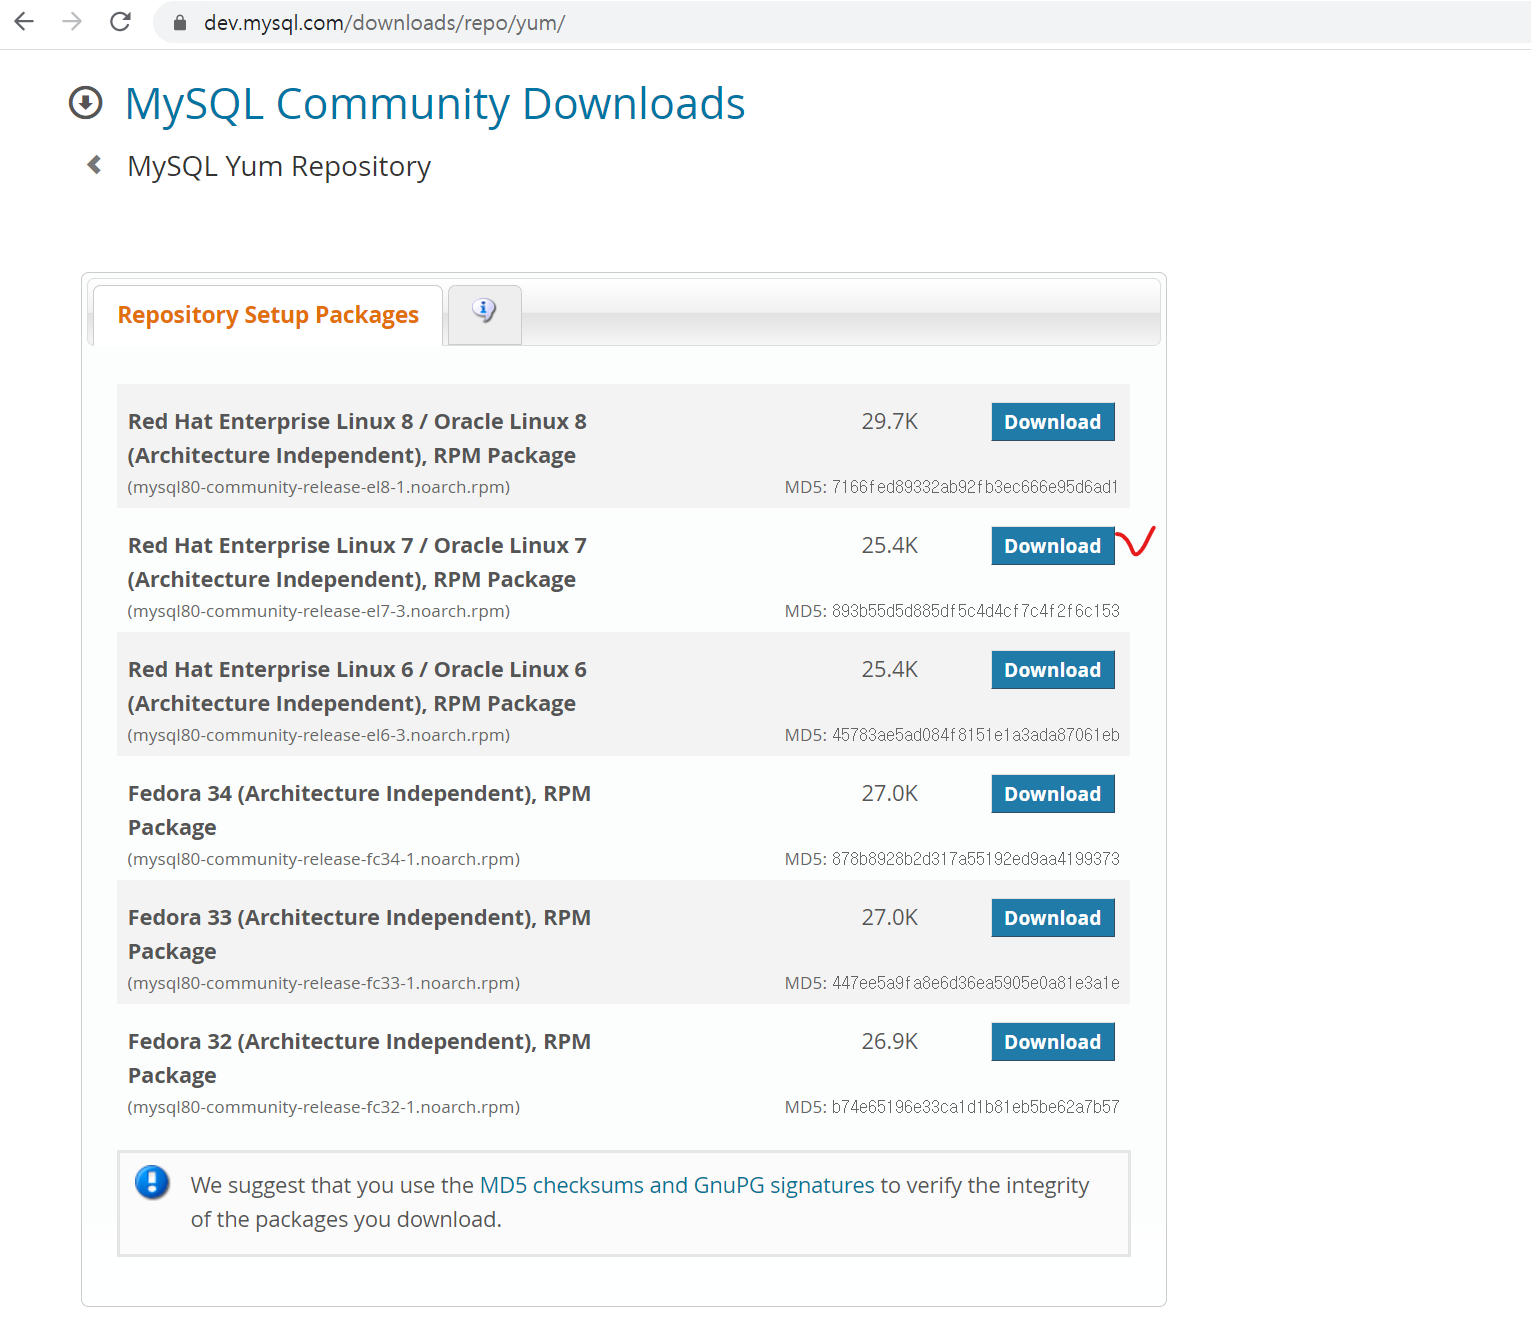 dev.mysql.com/downloads/repo/yum/
MySQL Community Downloads
MySQL Yum Repository
Repository Setup Packages
Red Hat Enterprise Linux 8 / Oracle Linux 8 29.7K Download
(Architecture Independent), RPM Package
(mysql80-community-release-el8-1.noarch.rpm) MD5: 7166fed89332ab92fb3ec666e95d6ad1
Red Hat Enterprise Linux 7 / Oracle Linux 7 25.4K Download
(Architecture Independent), RPM Package
(mysql80-community-release-el7-3.noarch.rpm) MD5: 893b55d5d885df5c4d4cf7c4f2f6c153
Red Hat Enterprise Linux 6 / Oracle Linux 6 25.4K Download
(Architecture Independent), RPM Package
(mysql80-community-release-el6-3.noarch.rpm) MD5: 45783ae5ad084f8151e1a3ada87061eb
Fedora 34 (Architecture Independent), RPM 27.0K Download
Package
(mysql80-community-release-fc34-1.noarch.rpm) MD5: 878b8928b2d317a55192ed9aa4199373
Fedora 33 (Architecture Independent), RPM 27.0K Download
Package
(mysql80-community-release-fc33-1.noarch.rpm) MD5: 447ee5a9fa8e6d36ea5905e0a81e3a1e
Fedora 32 (Architecture Independent), RPM 26.9K Download
Package
(mysql80-community-release-fc32-1.noarch.rpm) MD5: b74e65196e33ca1d1b81eb5be62a7b57
We suggest that you use the MD5 checksums and GnuPG signatures to verify the integrity
of the packages you download.